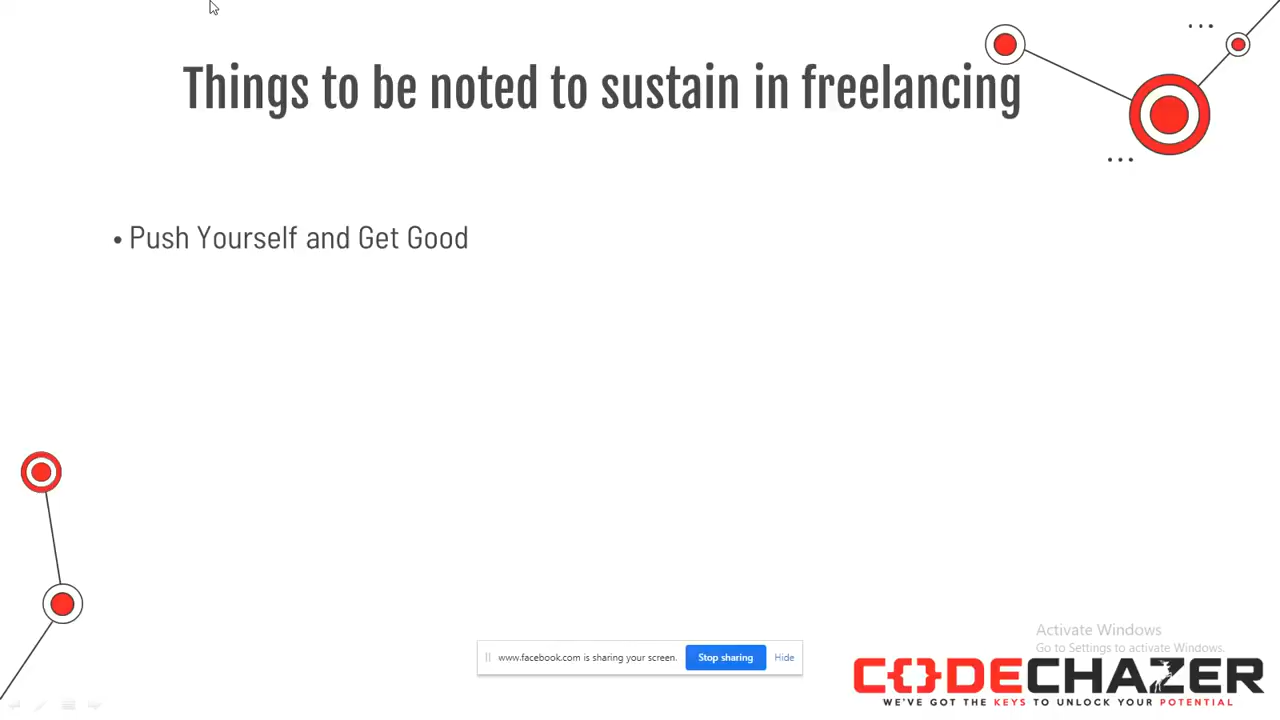 Things to be noted to sustain in freelancing
• Push Yourself and Get Good
www.facebook.com is sharing your screen. Stop sharing Hide
Activate Windows
Go to Settings to activate Windows.
C{}DECHAZER
WE'VE GOT THE KEYS TO UNLOCK YOUR POTENTIAL